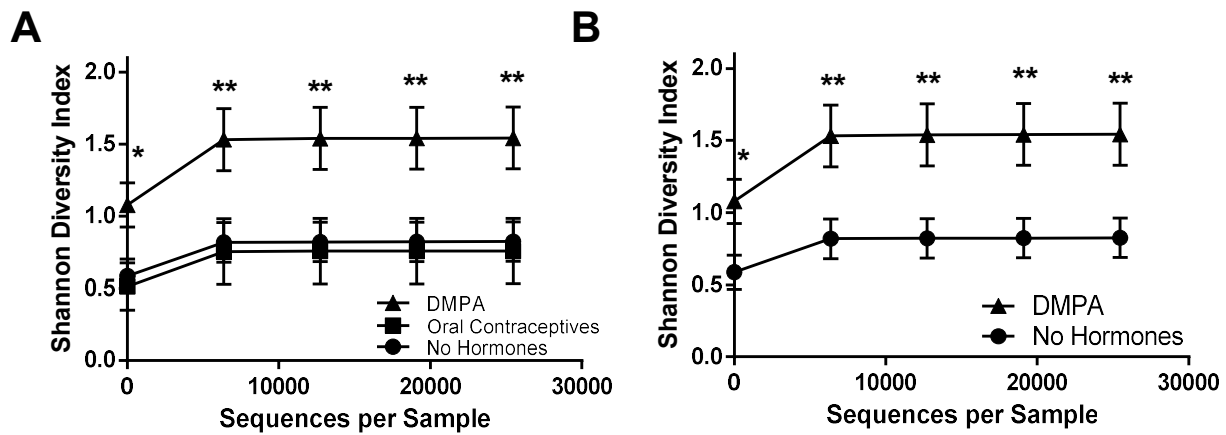 A
Shannon Diversity Index
2.0
1.5
1.0
0.5
0.0
*
**
**
**
**
DMPA
Oral Contraceptives
No Hormones
0
10000
20000
30000
Sequences per Sample
B
Shannon Diversity Index
2.0
1.5
1.0
0.5
0.0
*
**
**
**
**
DMPA
No Hormones
0
10000
20000
30000
Sequences per Sample